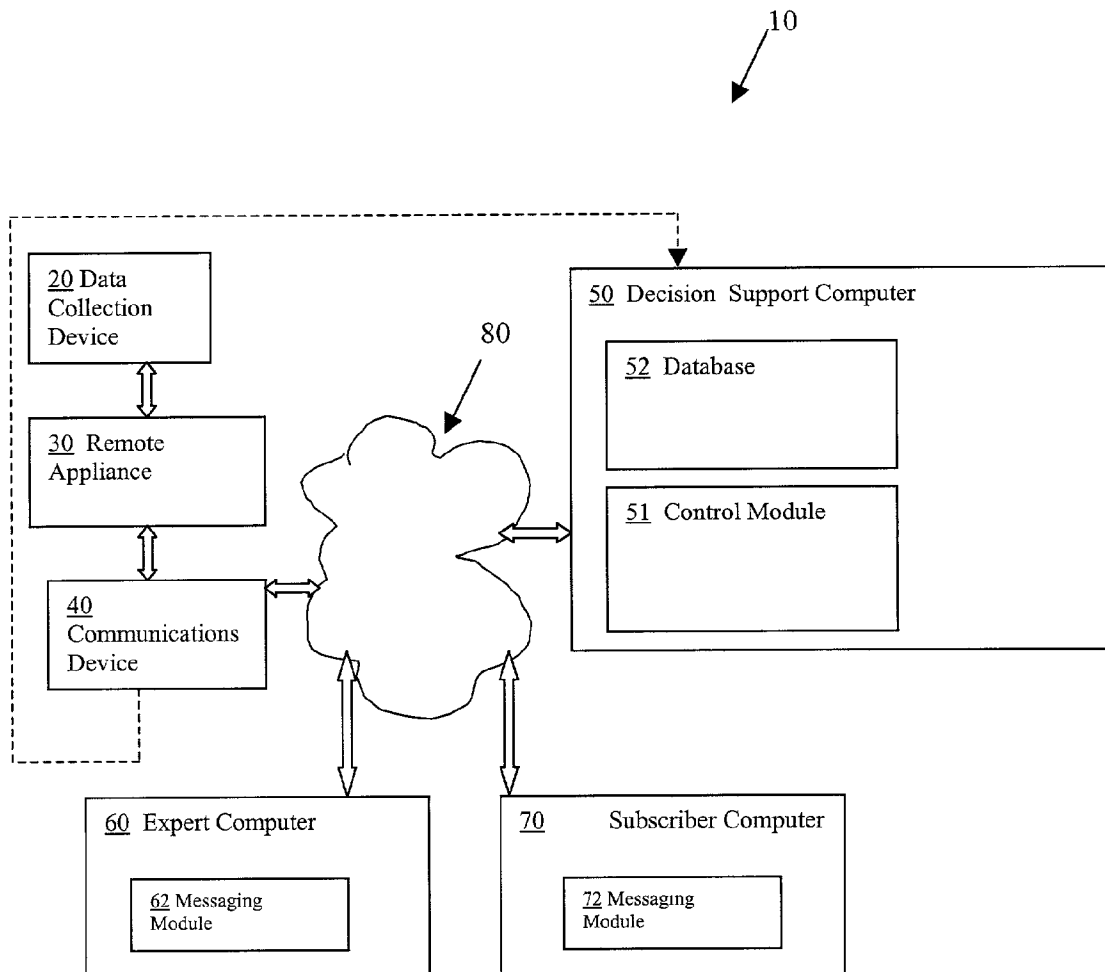 10
20 Data
Collection
Device
50 Decision Support Computer
80
52 Database
30 Remote
Appliance
51 Control Module
40
Communications
Device
60 Expert Computer
62 Messaging
Module
70 Subscriber Computer
72 Messaging
Module